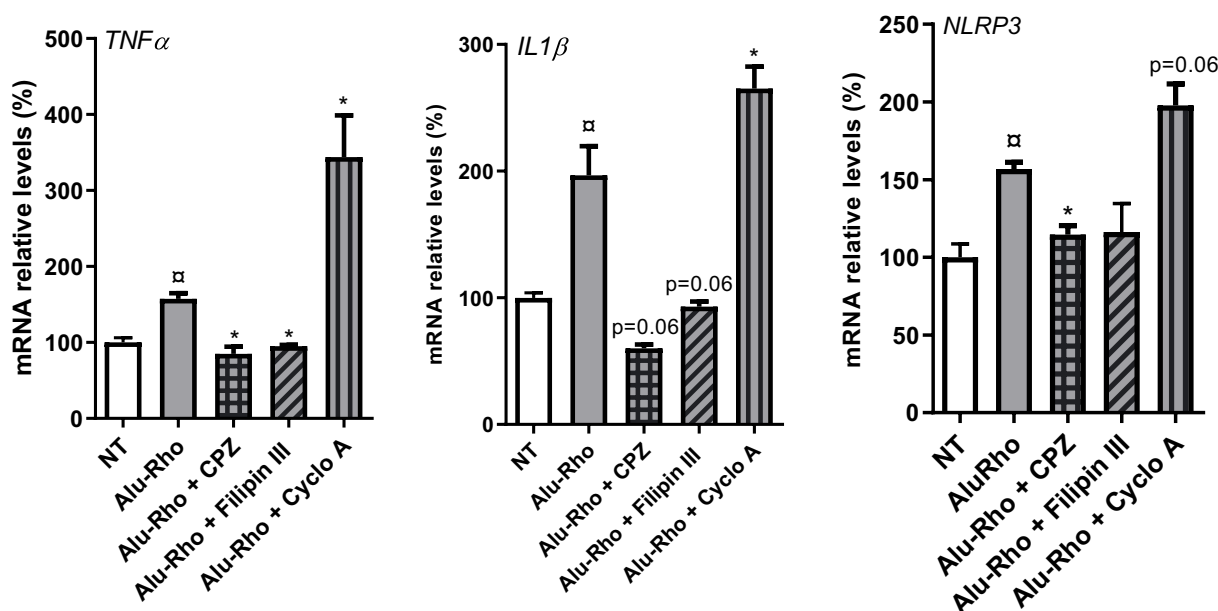 TNFα
mRNA relative levels (%)
500
400
300
200
100
0
¤
*
*
*
NT
Alu-Rho
Alu-Rho + CPZ
Alu-Rho + Filipin III
Alu-Rho + Cyclo A
IL1β
mRNA relative levels (%)
300
200
100
0
¤
p=0.06
p=0.06
*
NT
Alu-Rho
Alu-Rho + CPZ
Alu-Rho + Filipin III
Alu-Rho + Cyclo A
NLRP3
mRNA relative levels (%)
250
200
150
100
50
0
¤
*
p=0.06
NT
AluRho
Alu-Rho + CPZ
Alu-Rho + Filipin III
Alu-Rho + Cyclo A